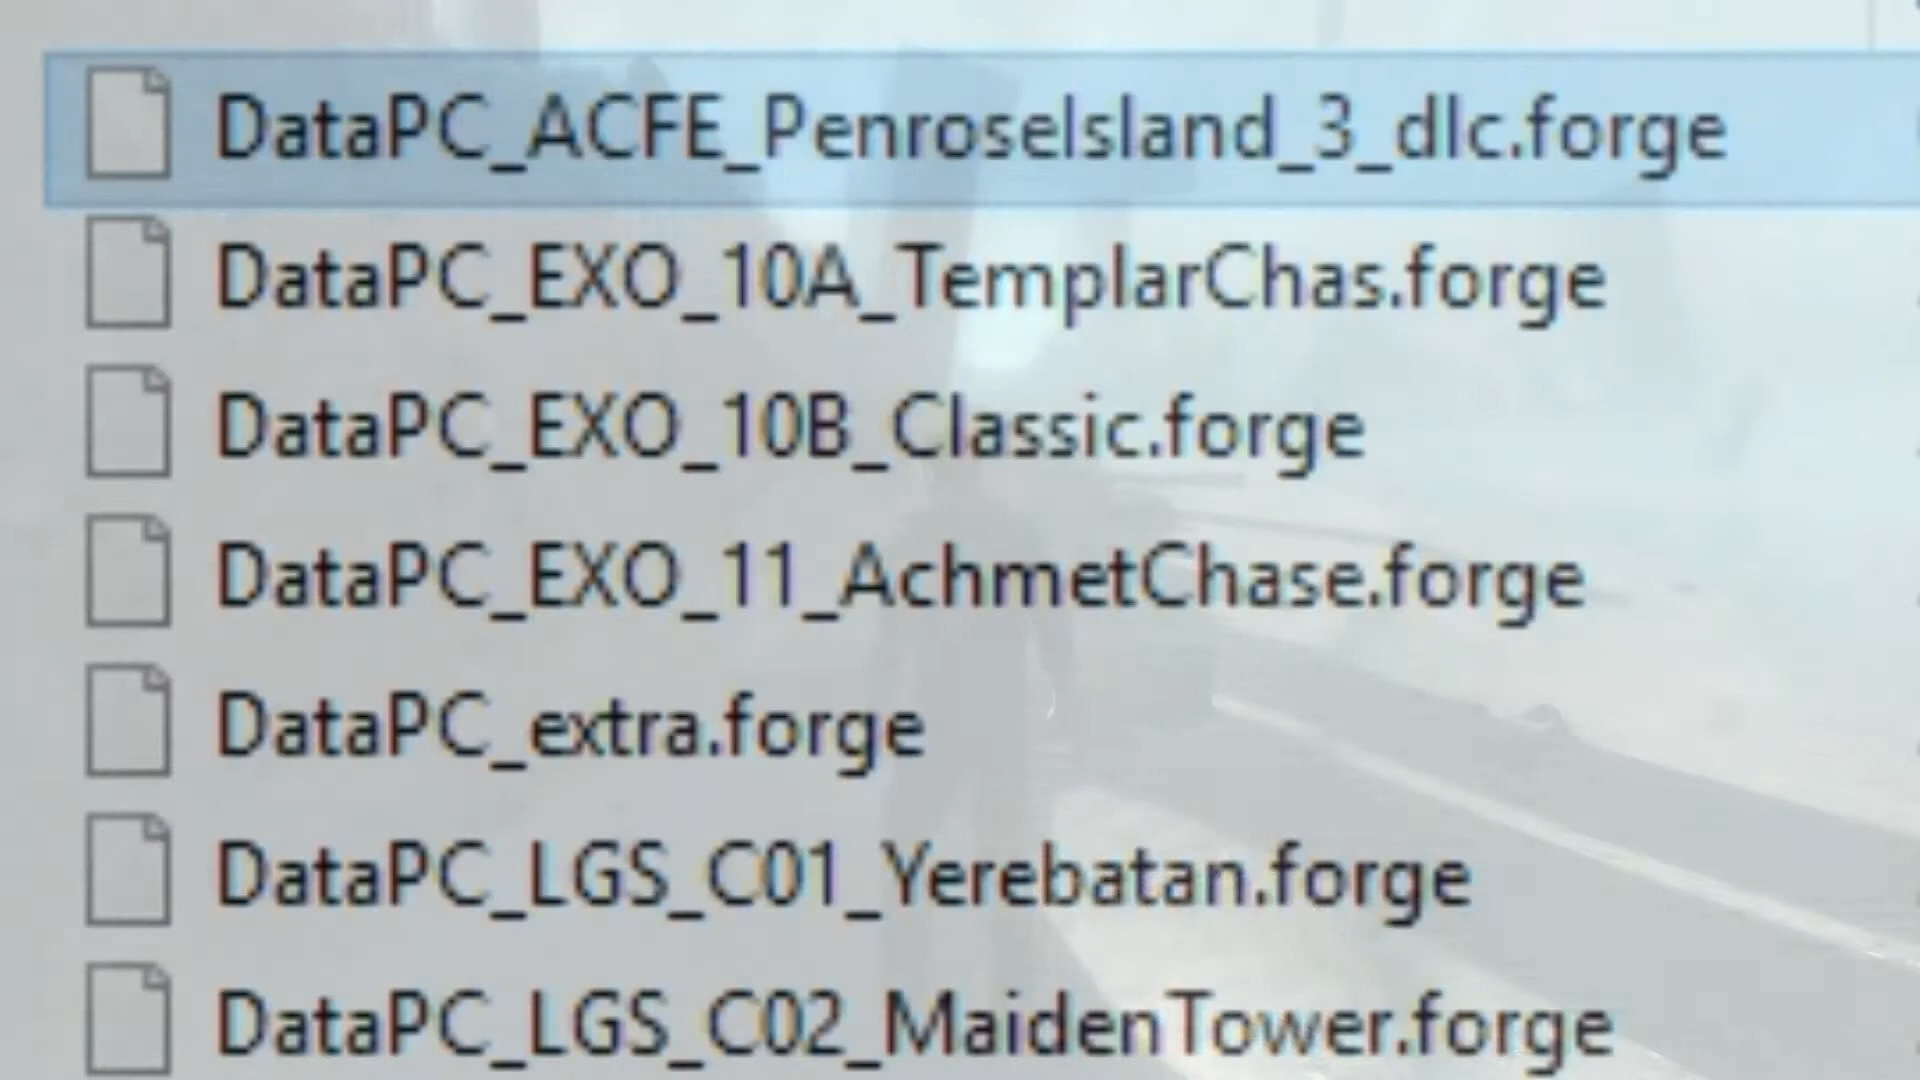 DataPC_ACFE_PenroseIsland_3_dlc.forge
DataPC_EXO_10A_TemplarChas.forge
DataPC_EXO_10B_Classic.forge
DataPC_EXO_11_AchmetChase.forge
DataPC_extra.forge
DataPC_LGS_C01_Yerebatan.forge
DataPC_LGS_C02_MaidenTower.forge